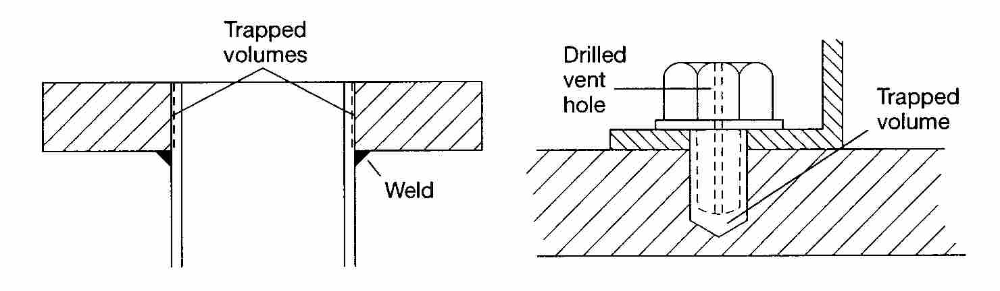 Trapped
volumes
Weld
Drilled
vent
hole
Trapped
volume